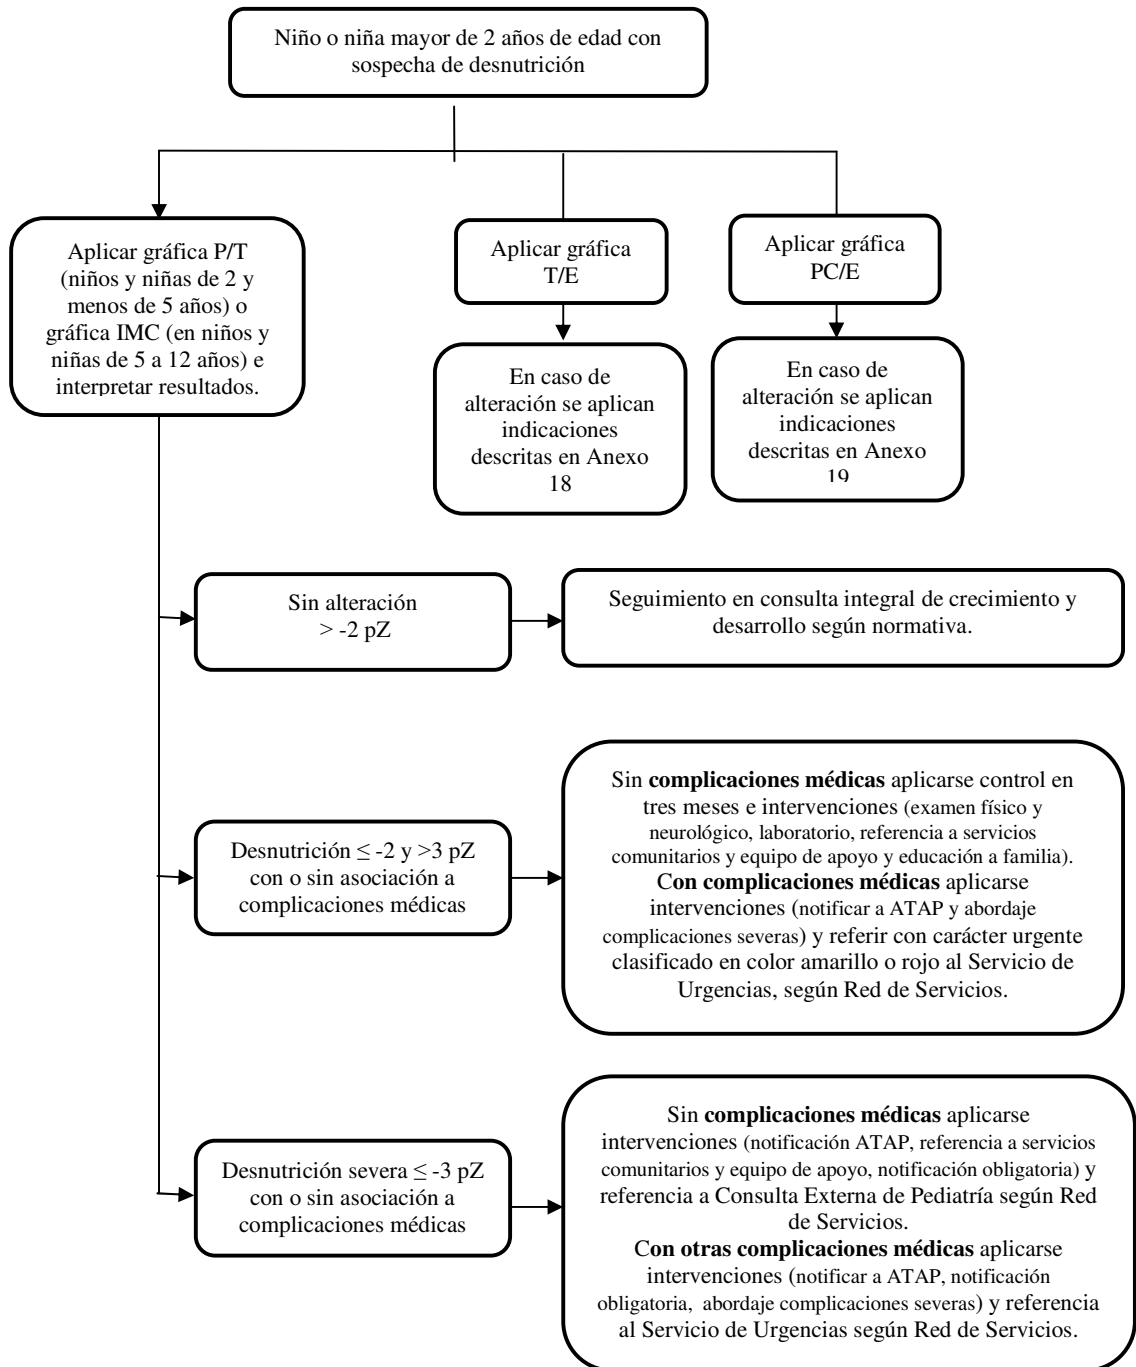 Niño o niña mayor de 2 años de edad con
sospecha de desnutrición
Aplicar gráfica P/T
(niños y niñas de 2 y
menos de 5 años) o
gráfica IMC (en niños y
niñas de 5 a 12 años) e
interpretar resultados.
Aplicar gráfica
T/E
Aplicar gráfica
PC/E
En caso de
alteración se aplican
indicaciones
descritas en Anexo
18
En caso de
alteración se aplican
indicaciones
descritas en Anexo
19
Sin alteración
> -2 pZ
Seguimiento en consulta integral de crecimiento y
desarrollo según normativa.
Desnutrición ≤ -2 y >3 pZ
con o sin asociación a
complicaciones médicas
Sin complicaciones médicas aplicarse control en
tres meses e intervenciones (examen físico y
neurológico, laboratorio, referencia a servicios
comunitarios y equipo de apoyo y educación a familia).
Con complicaciones médicas aplicarse
intervenciones (notificar a ATAP y abordaje
complicaciones severas) y referir con carácter urgente
clasificado en color amarillo o rojo al Servicio de
Urgencias, según Red de Servicios.
Desnutrición severa ≤ -3 pZ
con o sin asociación a
complicaciones médicas
Sin complicaciones médicas aplicarse
intervenciones (notificación ATAP, referencia a servicios
comunitarios y equipo de apoyo, notificación obligatoria) y
referencia a Consulta Externa de Pediatría según Red
de Servicios.
Con otras complicaciones médicas aplicarse
intervenciones (notificar a ATAP, notificación
obligatoria, abordaje complicaciones severas) y referencia
al Servicio de Urgencias según Red de Servicios.